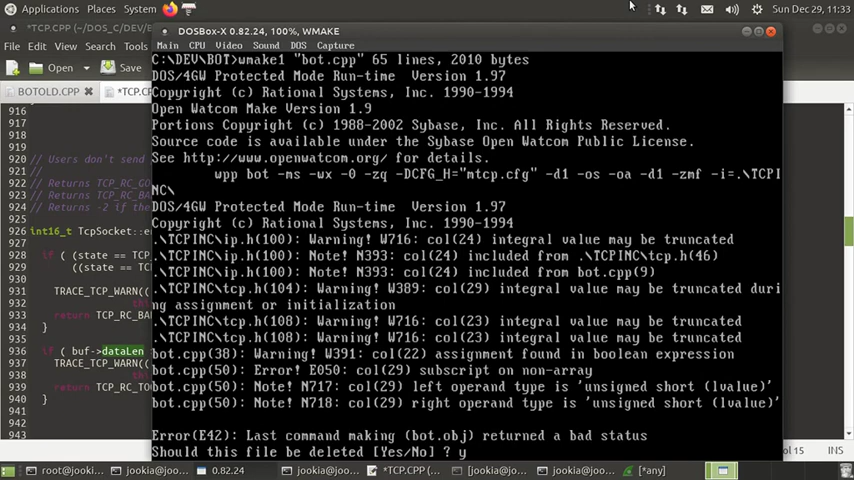 Applications Places System Sun Dec 29, 11:33
*TCP.CPP (~/DOS_C/DEV/B
DOSBox-X 0.82.24, 100%, WMAKE
File Edit View
Main CPU Video Sound DOS Capture
Open Save
BOTOLD.CPP *TCP.CP
C:\DEV\BOT>wmake1 "bot.cpp" 65 lines, 2010 bytes
DOS/4GW Protected Mode Run-time Version 1.97
Copyright (c) Rational Systems, Inc. 1990-1994
Open Watcom Make Version 1.9
Portions Copyright (c) 1988-2002 Sybase, Inc. All Rights Reserved.
Source code is available under the Sybase Open Watcom Public License.
See http://www.openwatcom.org/ for details.
wpp bot -ms -wx -0 -zq -DCFG_H="mtcp.cfg" -d1 -os -oa -d1 -zmf -i=.\TCPI
NC\
DOS/4GW Protected Mode Run-time Version 1.97
Copyright (c) Rational Systems, Inc. 1990-1994
.\TCPINC\ip.h(100): Warning! W716: col(24) integral value may be truncated
.\TCPINC\ip.h(100): Note! N393: col(24) included from .\TCPINC\tcp.h(46)
.\TCPINC\ip.h(100): Note! N393: col(24) included from bot.cpp(9)
.\TCPINC\tcp.h(104): Warning! W389: col(29) integral value may be truncated duri
ng assignment or initialization
.\TCPINC\tcp.h(108): Warning! W716: col(23) integral value may be truncated
.\TCPINC\tcp.h(108): Warning! W716: col(23) integral value may be truncated
bot.cpp(38): Warning! W391: col(22) assignment found in boolean expression
bot.cpp(50): Error! E050: col(29) subscript on non-array
bot.cpp(50): Note! N717: col(29) left operand type is 'unsigned short (lvalue)'
bot.cpp(50): Note! N718: col(29) right operand type is 'unsigned short (lvalue)'
Error(E42): Last command making (bot.obj) returned a bad status
Should this file be deleted [Yes/No] ? y
916
917
918
919
920 // Users don't send
922 // Returns TCP_RC_GO
923 // Returns TCP_RC_BA
924 // Returns -2 if the
925
926 int16_t TcpSocket::e
927
928 if ( (state == TCP
929 ((state == TC
931 TRACE_TCP_WARN((
932 th
933 return TCP_RC_BA
934 }
935
936 if ( buf->dataLen
937 TRACE_TCP_WARN((
938 th
939 return TCP_RC_TO
940 }
941
942
943
ol 15 INS
root@jooki... jookia@joo... 0.82.24 jookia@joo... *TCP.CPP (... [jookia@jo... jookia@joo... [*any]